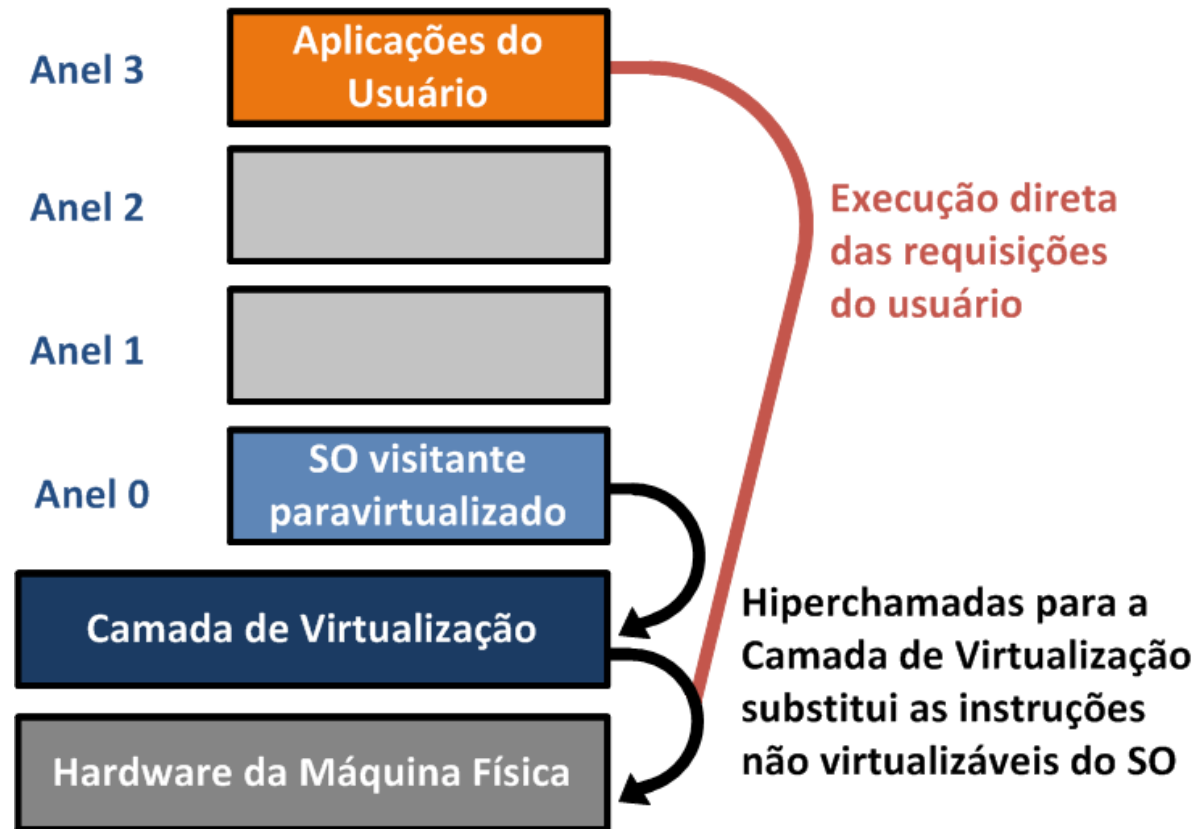 Anel 3
Aplicações do
Usuário
Anel 2
Execução direta
das requisições
do usuário
Anel 1
Anel 0
SO visitante
paravirtualizado
Camada de Virtualização
Hiperchamadas para a
Camada de Virtualização
substitui as instruções
não virtualizáveis do SO
Hardware da Máquina Física